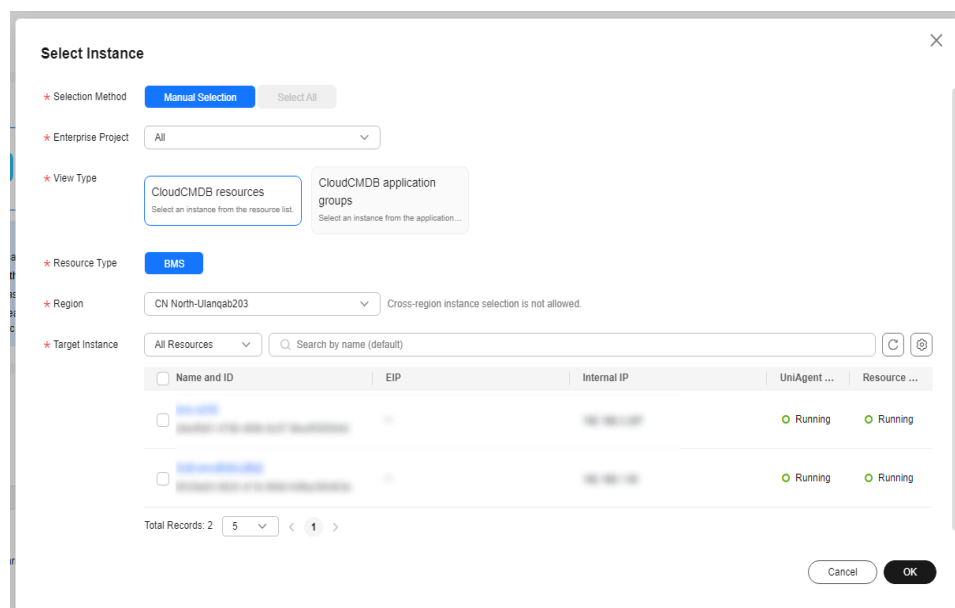 Select Instance
* Selection Method Manual Selection Select All
* Enterprise Project All
* View Type
CloudCMDB resources
Select an instance from the resource list.
CloudCMDB application
groups
Select an instance from the application...
* Resource Type BMS
* Region CN North-Ulanqab203 Cross-region instance selection is not allowed.
* Target Instance All Resources Search by name (default)
Name and ID EIP Internal IP UniAgent ... Resource ...
Running Running
Running Running
Total Records: 2 5 < 1 >
Cancel OK